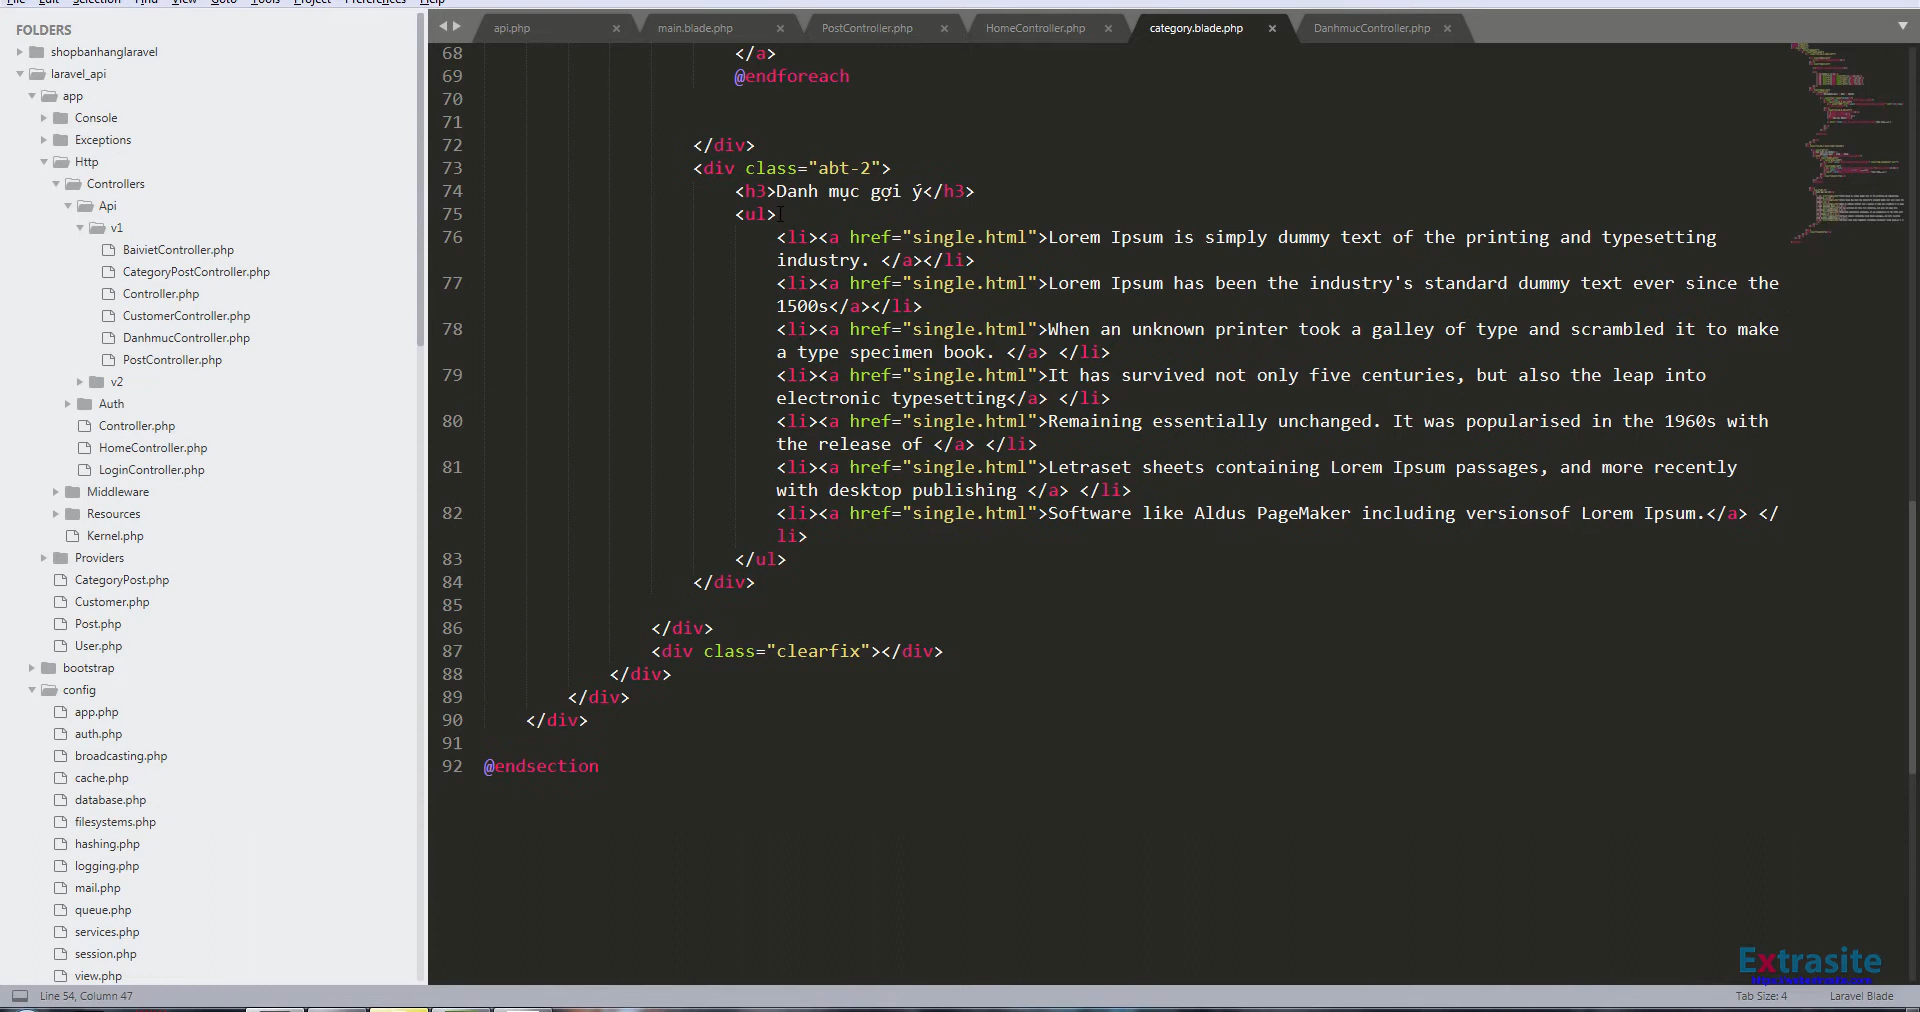 File Edit Selection Find View Goto Tools Project Preferences Help
FOLDERS
shopbanhanglaravel
laravel_api
app
Console
Exceptions
Http
Controllers
Api
v1
BaivietController.php
CategoryPostController.php
Controller.php
CustomerController.php
DanhmucController.php
PostController.php
v2
Auth
Controller.php
HomeController.php
LoginController.php
Middleware
Resources
Kernel.php
Providers
CategoryPost.php
Customer.php
Post.php
User.php
bootstrap
config
app.php
auth.php
broadcasting.php
cache.php
database.php
filesystems.php
hashing.php
logging.php
mail.php
queue.php
services.php
session.php
view.php
api.php × main.blade.php × PostController.php × HomeController.php × category.blade.php × DanhmucController.php ×
68 </a>
69 @endforeach
70
71
72 </div>
73 <div class="abt-2">
74 <h3>Danh mục gợi ý</h3>
75 <ul>
76 <li><a href="single.html">Lorem Ipsum is simply dummy text of the printing and typesetting
industry. </a></li>
77 <li><a href="single.html">Lorem Ipsum has been the industry's standard dummy text ever since the
1500s</a></li>
78 <li><a href="single.html">When an unknown printer took a galley of type and scrambled it to make
a type specimen book. </a> </li>
79 <li><a href="single.html">It has survived not only five centuries, but also the leap into
electronic typesetting</a> </li>
80 <li><a href="single.html">Remaining essentially unchanged. It was popularised in the 1960s with
the release of </a> </li>
81 <li><a href="single.html">Letraset sheets containing Lorem Ipsum passages, and more recently
with desktop publishing </a> </li>
82 <li><a href="single.html">Software like Aldus PageMaker including versionsof Lorem Ipsum.</a> </
li>
83 </ul>
84 </div>
85
86 </div>
87 <div class="clearfix"></div>
88 </div>
89 </div>
90 </div>
91
92 @endsection
Extrasite
Line 54, Column 47
Tab Size: 4
Laravel Blade